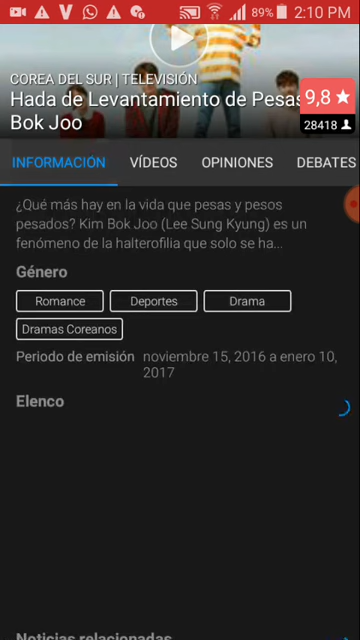 89% 2:10 PM
COREA DEL SUR | TELEVISIÓN
Hada de Levantamiento de Pesas
Bok Joo
9,8
28418
INFORMACIÓN VÍDEOS OPINIONES DEBATES
¿Qué más hay en la vida que pesas y pesos
pesados? Kim Bok Joo (Lee Sung Kyung) es un
fenómeno de la halterofilia que solo se ha...
Género
Romance Deportes Drama
Dramas Coreanos
Periodo de emisión noviembre 15, 2016 a enero 10,
2017
Elenco
Noticias relacionadas